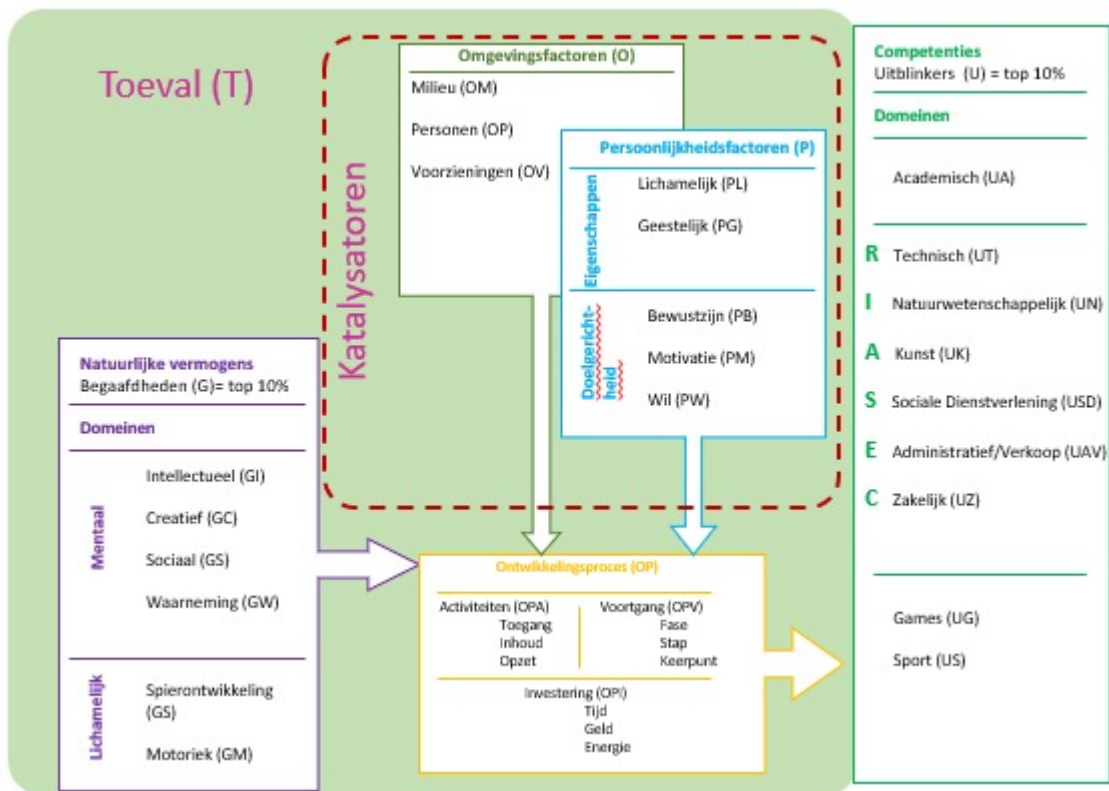 Toeval (T)
Katalysatoren
Omgevingsfactoren (O)
Milieu (OM)
Personen (OP)
Voorzieningen (OV)
Persoonlijkheidsfactoren (P)
Eigenschappen
Lichamelijk (PL)
Geestelijk (PG)
Doelgericht-
heid
Bewustzijn (PB)
Motivatie (PM)
Wil (PW)
Natuurlijke vermogens
Begaafdheden (G)= top 10%
Domeinen
Mentaal
Intellectueel (GI)
Creatief (GC)
Sociaal (GS)
Waarneming (GW)
Lichamelijk
Spierontwikkeling
(GS)
Motoriek (GM)
Ontwikkelingsproces (OP)
Activiteiten (OPA)
Toegang
Inhoud
Opzet
Voortgang (OPV)
Fase
Stap
Keerpunt
Investering (OPI)
Tijd
Geld
Energie
Competenties
Uitblinkers (U) = top 10%
Domeinen
Academisch (UA)
R Technisch (UT)
I Natuurwetenschappelijk (UN)
A Kunst (UK)
S Sociale Dienstverlening (USD)
E Administratief/Verkoop (UAV)
C Zakelijk (UZ)
Games (UG)
Sport (US)